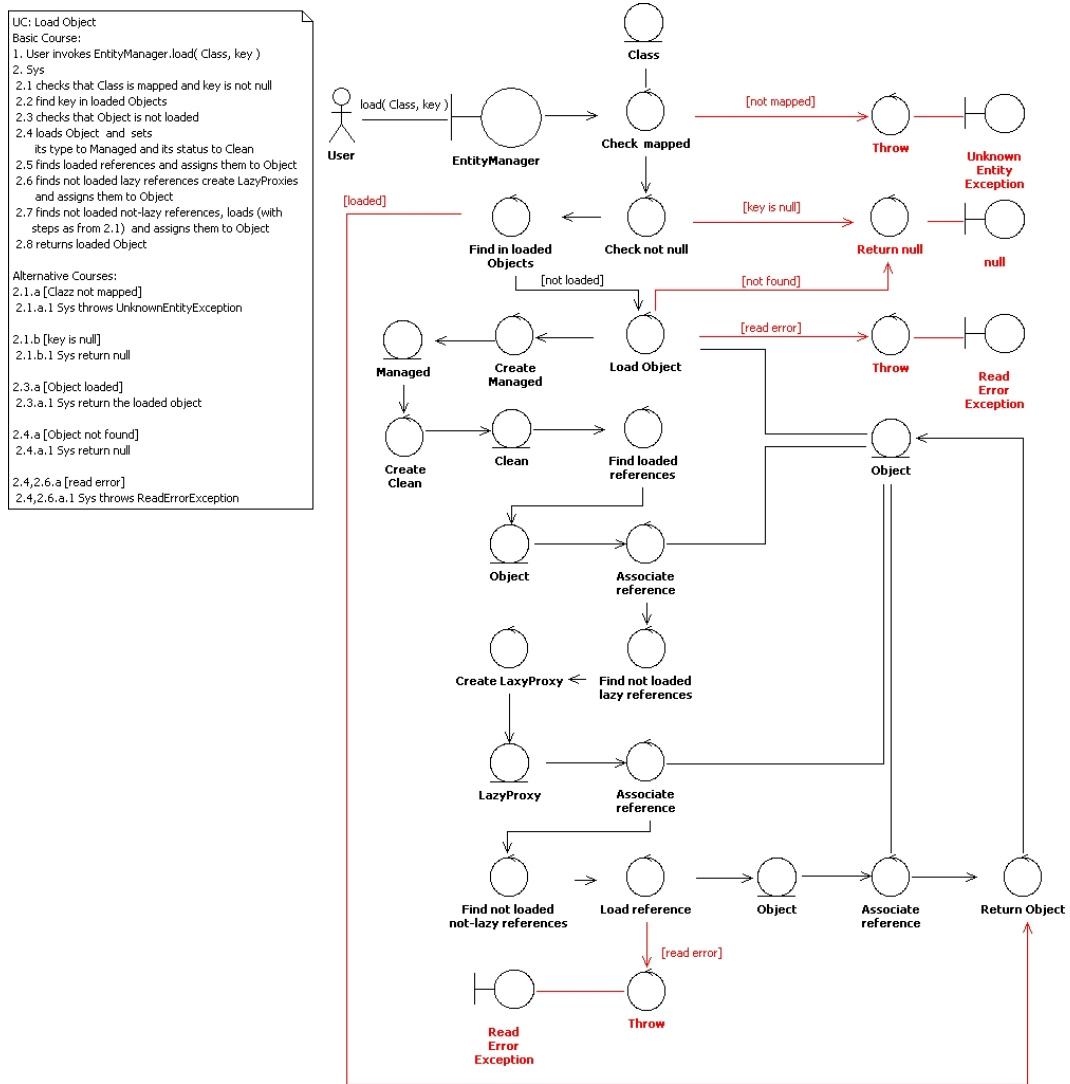 UC: Load Object
Basic Course:
1. User invokes EntityManager.load( Class, key )
2. Sys
2.1 checks that Class is mapped and key is not null
2.2 find key in loaded Objects
2.3 checks that Object is not loaded
2.4 loads Object and sets
its type to Managed and its status to Clean
2.5 finds loaded references and assigns them to Object
2.6 finds not loaded lazy references create LazyProxies
and assigns them to Object
2.7 finds not loaded not-lazy references, loads (with
steps as from 2.1) and assigns them to Object
2.8 returns loaded Object
Alternative Courses:
2.1.a [Clazz not mapped]
2.1.a.1 Sys throws UnknownEntityException
2.1.b [key is null]
2.1.b.1 Sys return null
2.3.a [Object loaded]
2.3.a.1 Sys return the loaded object
2.4.a [Object not found]
2.4.a.1 Sys return null
2.4,2.6.a [read error]
2.4,2.6.a.1 Sys throws ReadErrorException
Class
load( Class, key )
[not mapped]
User
EntityManager
Check mapped
Throw
Unknown
Entity
Exception
[loaded]
[key is null]
Find in loaded
Objects
Check not null
Return null
null
[not loaded]
[not found]
[read error]
Managed
Create
Managed
Load Object
Throw
Read
Error
Exception
Create
Clean
Clean
Find loaded
references
Object
Object
Associate
reference
Create LaxyProxy
Find not loaded
lazy references
LazyProxy
Associate
reference
Find not loaded
not-lazy references
Load reference
Object
Associate
reference
Return Object
[read error]
Read
Error
Exception
Throw